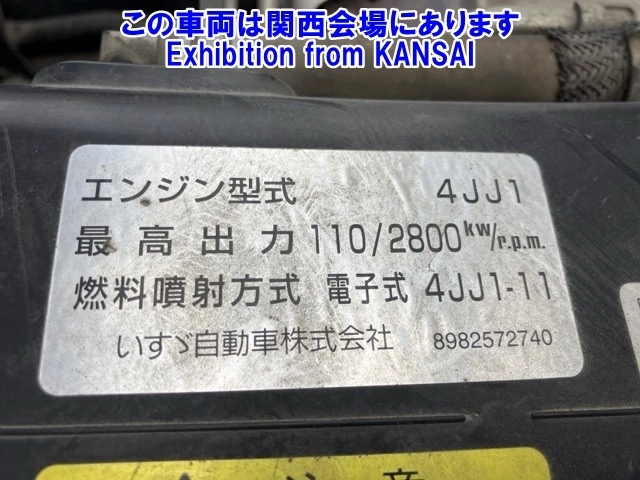 この車両は関西会場にあります
Exhibition from KANSAI
エンジン型式 4JJ1
最高出力 110/2800kw/r.p.m.
燃料噴射方式 電子式 4JJ1-11
いすゞ自動車株式会社 8982572740